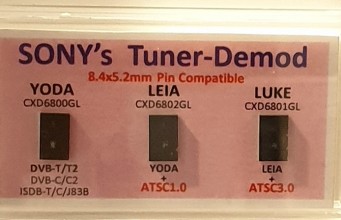 SONY's Tuner-Demod
8.4x5.2mm Pin Compatible
YODA LEIA LUKE
CXD6800GL CXD6802GL CXD6801GL
DVB-T/T2 YODA LEIA
DVB-C/C2 + +
ISDB-T/C/J83B ATSC1.0 ATSC3.0